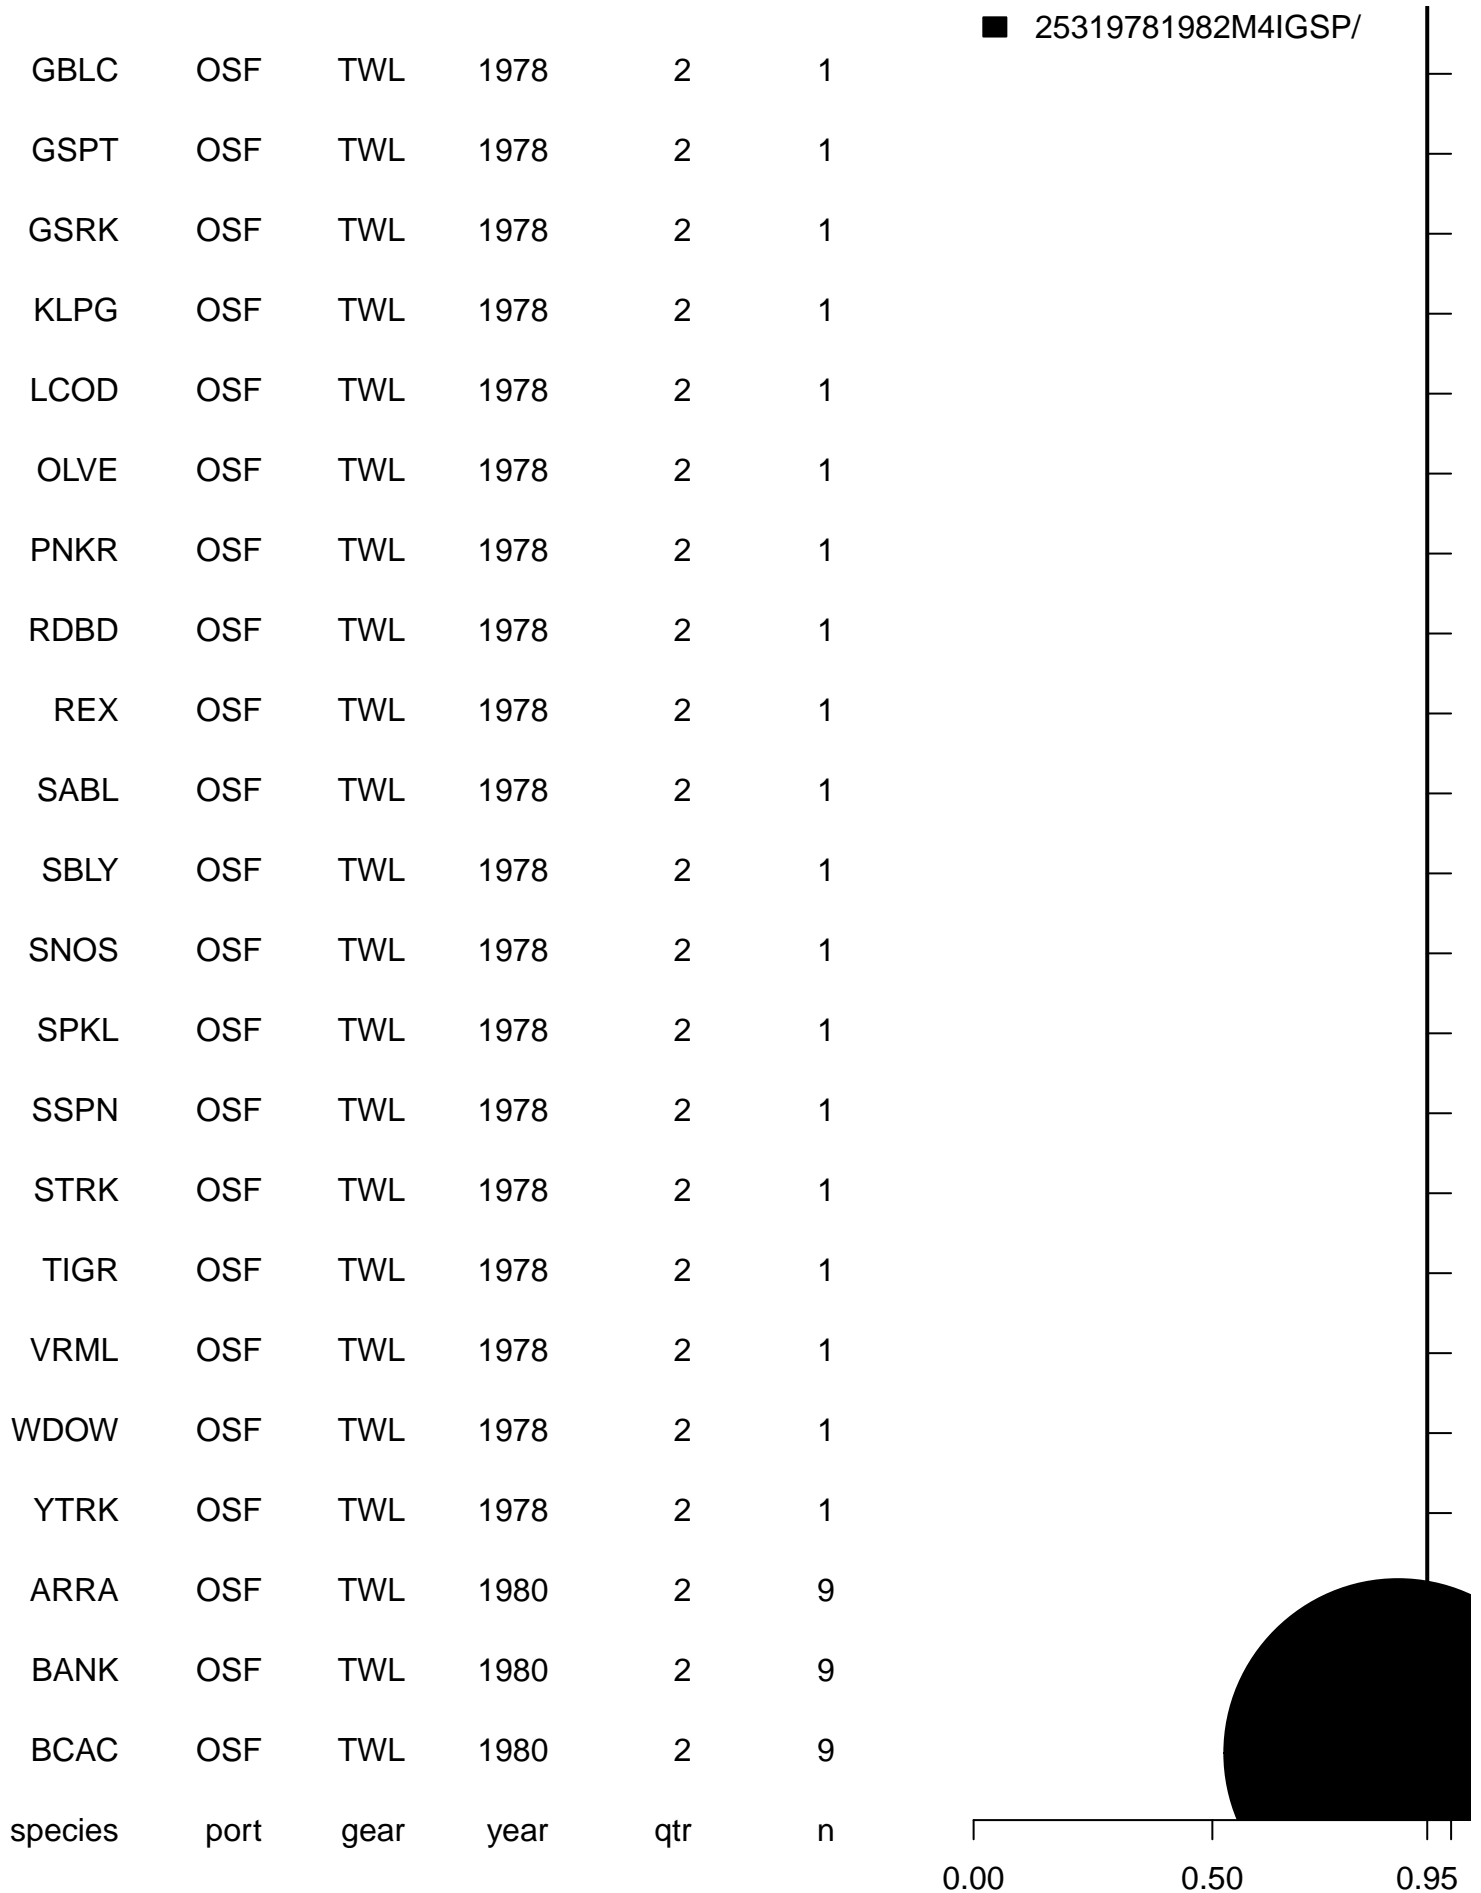 25319781982M4IGSP/
GBLC OSF TWL 1978 2 1
GSPT OSF TWL 1978 2 1
GSRK OSF TWL 1978 2 1
KLPG OSF TWL 1978 2 1
LCOD OSF TWL 1978 2 1
OLVE OSF TWL 1978 2 1
PNKR OSF TWL 1978 2 1
RDBD OSF TWL 1978 2 1
REX OSF TWL 1978 2 1
SABL OSF TWL 1978 2 1
SBLY OSF TWL 1978 2 1
SNOS OSF TWL 1978 2 1
SPKL OSF TWL 1978 2 1
SSPN OSF TWL 1978 2 1
STRK OSF TWL 1978 2 1
TIGR OSF TWL 1978 2 1
VRML OSF TWL 1978 2 1
WDOW OSF TWL 1978 2 1
YTRK OSF TWL 1978 2 1
ARRA OSF TWL 1980 2 9
BANK OSF TWL 1980 2 9
BCAC OSF TWL 1980 2 9
species port gear year qtr n
0.00 0.50 0.95